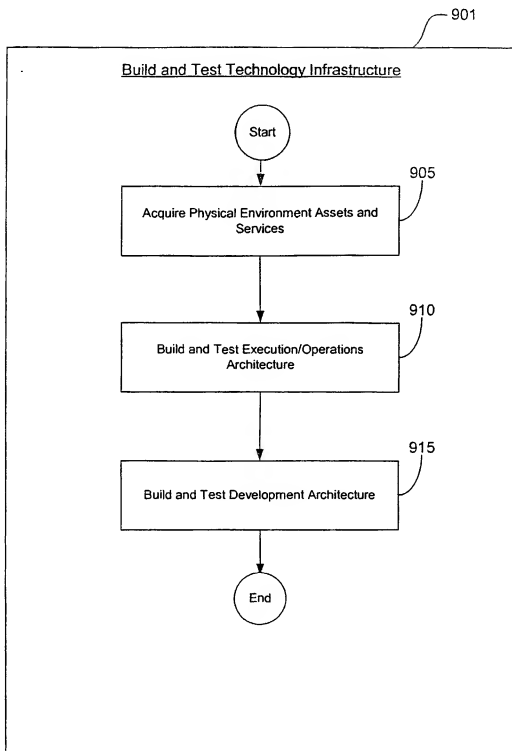 901
Build and Test Technology Infrastructure
Start
905
Acquire Physical Environment Assets and
Services
910
Build and Test Execution/Operations
Architecture
915
Build and Test Development Architecture
End